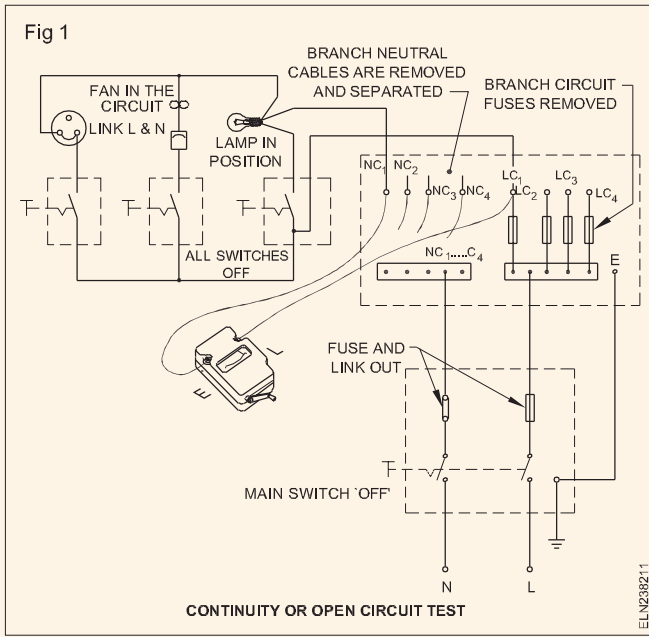 Fig 1
BRANCH NEUTRAL
CABLES ARE REMOVED
AND SEPARATED
BRANCH CIRCUIT
FUSES REMOVED
FAN IN THE
CIRCUIT
LINK L & N
LAMP IN
POSITION
NC1
NC2
NC3
NC4
LC1
LC2
LC3
LC4
ALL SWITCHES
OFF
NC1.....C4
E
L
E
FUSE AND
LINK OUT
MAIN SWITCH 'OFF'
N
L
CONTINUITY OR OPEN CIRCUIT TEST
ELN238211